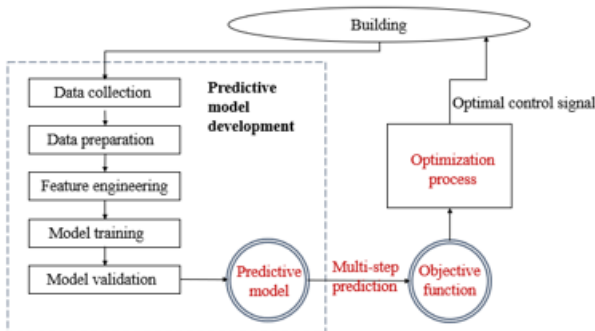 Building
Data collection
Data preparation
Feature engineering
Model training
Model validation
Predictive
model
development
Predictive
model
Multi-step
prediction
Objective
function
Optimization
process
Optimal control signal